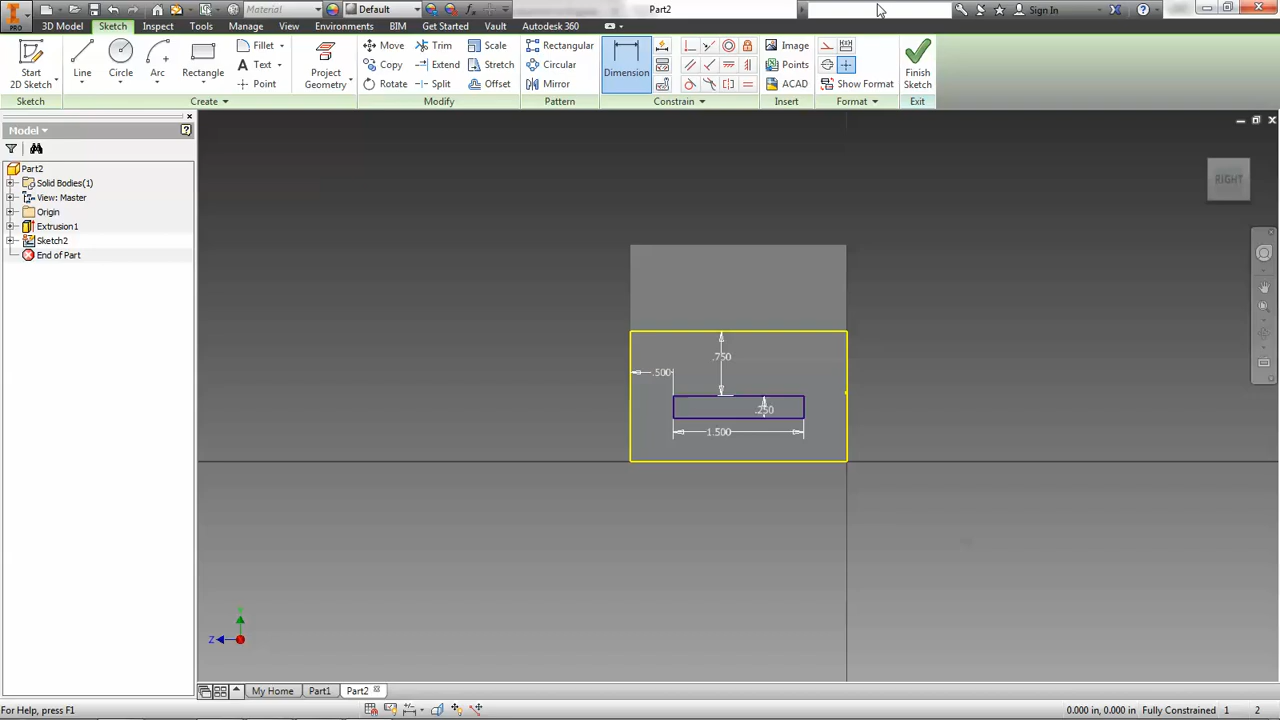 Material
Default
Part2
Sign In
PRO
3D Model Sketch Inspect Tools Manage View Environments BIM Get Started Vault Autodesk 360
Start
2D Sketch
Line
Circle
Arc
Rectangle
Fillet
Text
Point
Project
Geometry
Move
Copy
Rotate
Trim
Extend
Split
Scale
Stretch
Offset
Rectangular
Circular
Mirror
Dimension
Image
Points
ACAD
Show Format
Finish
Sketch
Sketch Create Modify Pattern Constrain Insert Format Exit
Model
Part2
Solid Bodies(1)
View: Master
Origin
Extrusion1
Sketch2
End of Part
RIGHT
.750
.500
.250
1.500
Z
My Home Part1 Part2
For Help, press F1
0.000 in, 0.000 in Fully Constrained 1 2